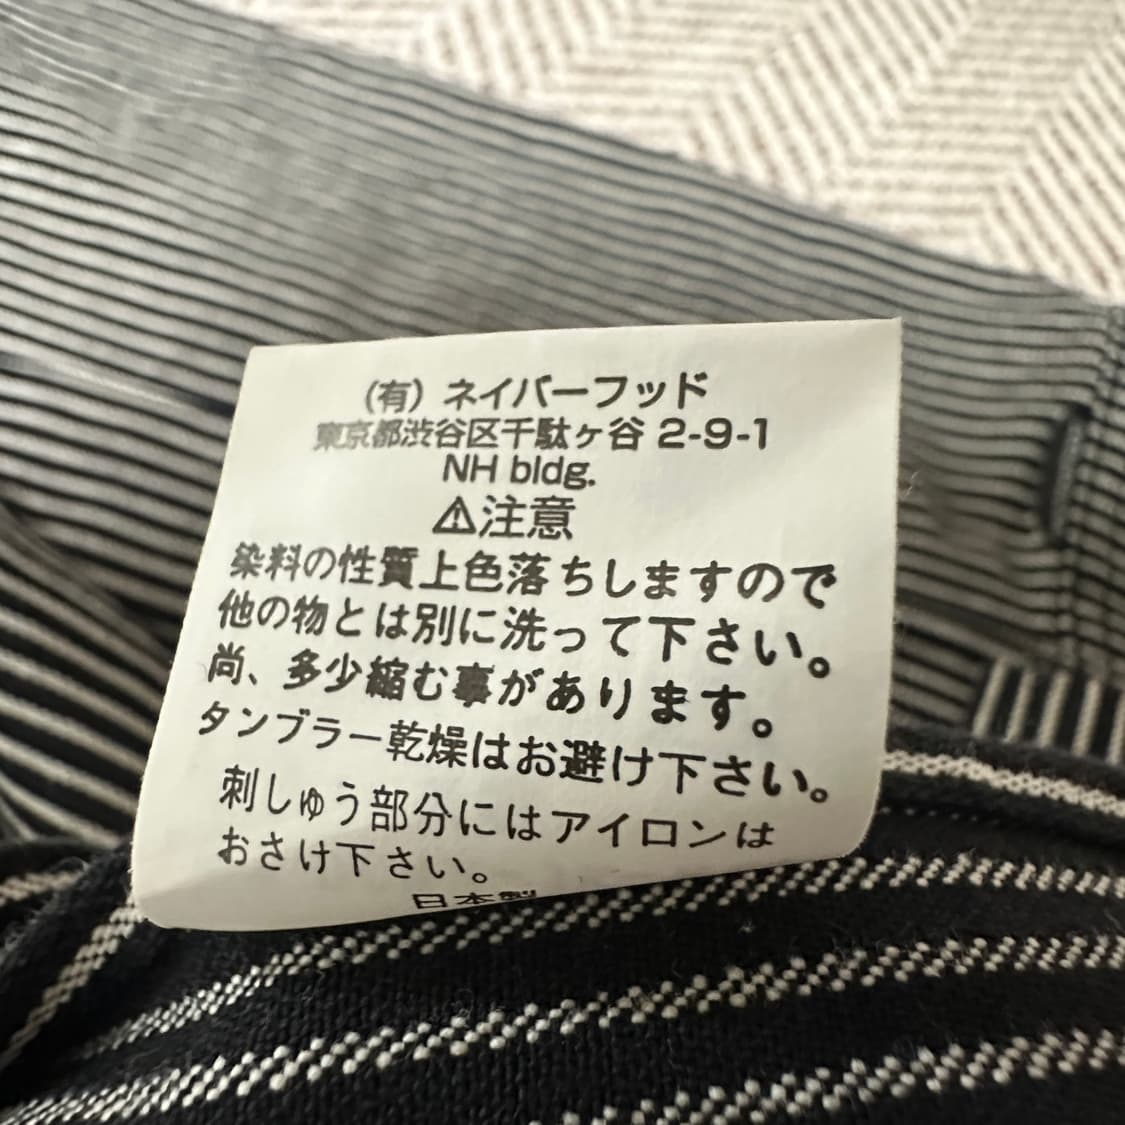 (有) ネイバーフッド
東京都渋谷区千駄ヶ谷 2-9-1
NH bldg.
⚠注意
染料の性質上色落ちしますので
他の物とは別に洗って下さい。
尚、多少縮む事があります。
タンブラー乾燥はお避け下さい。
刺しゅう部分にはアイロンは
おさけ下さい。
日本製